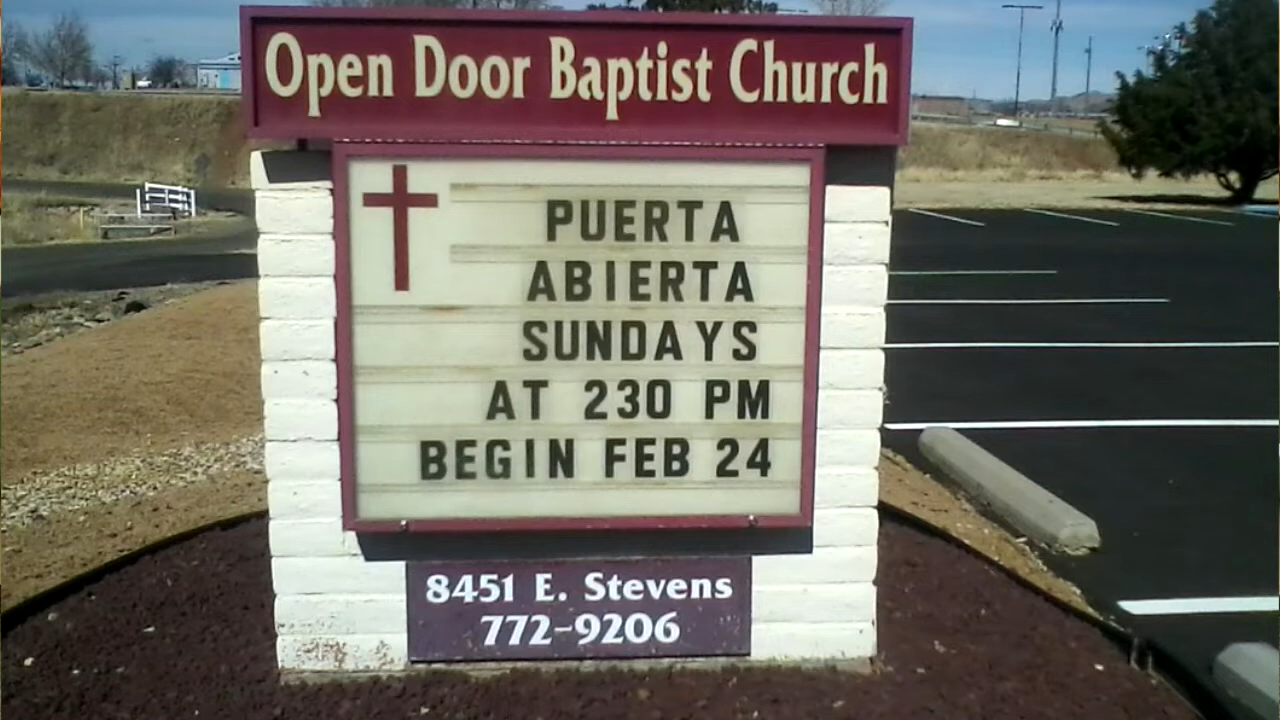 Open Door Baptist Church
PUERTA
ABIERTA
SUNDAYS
AT 230 PM
BEGIN FEB 24
8451 E. Stevens
772-9206